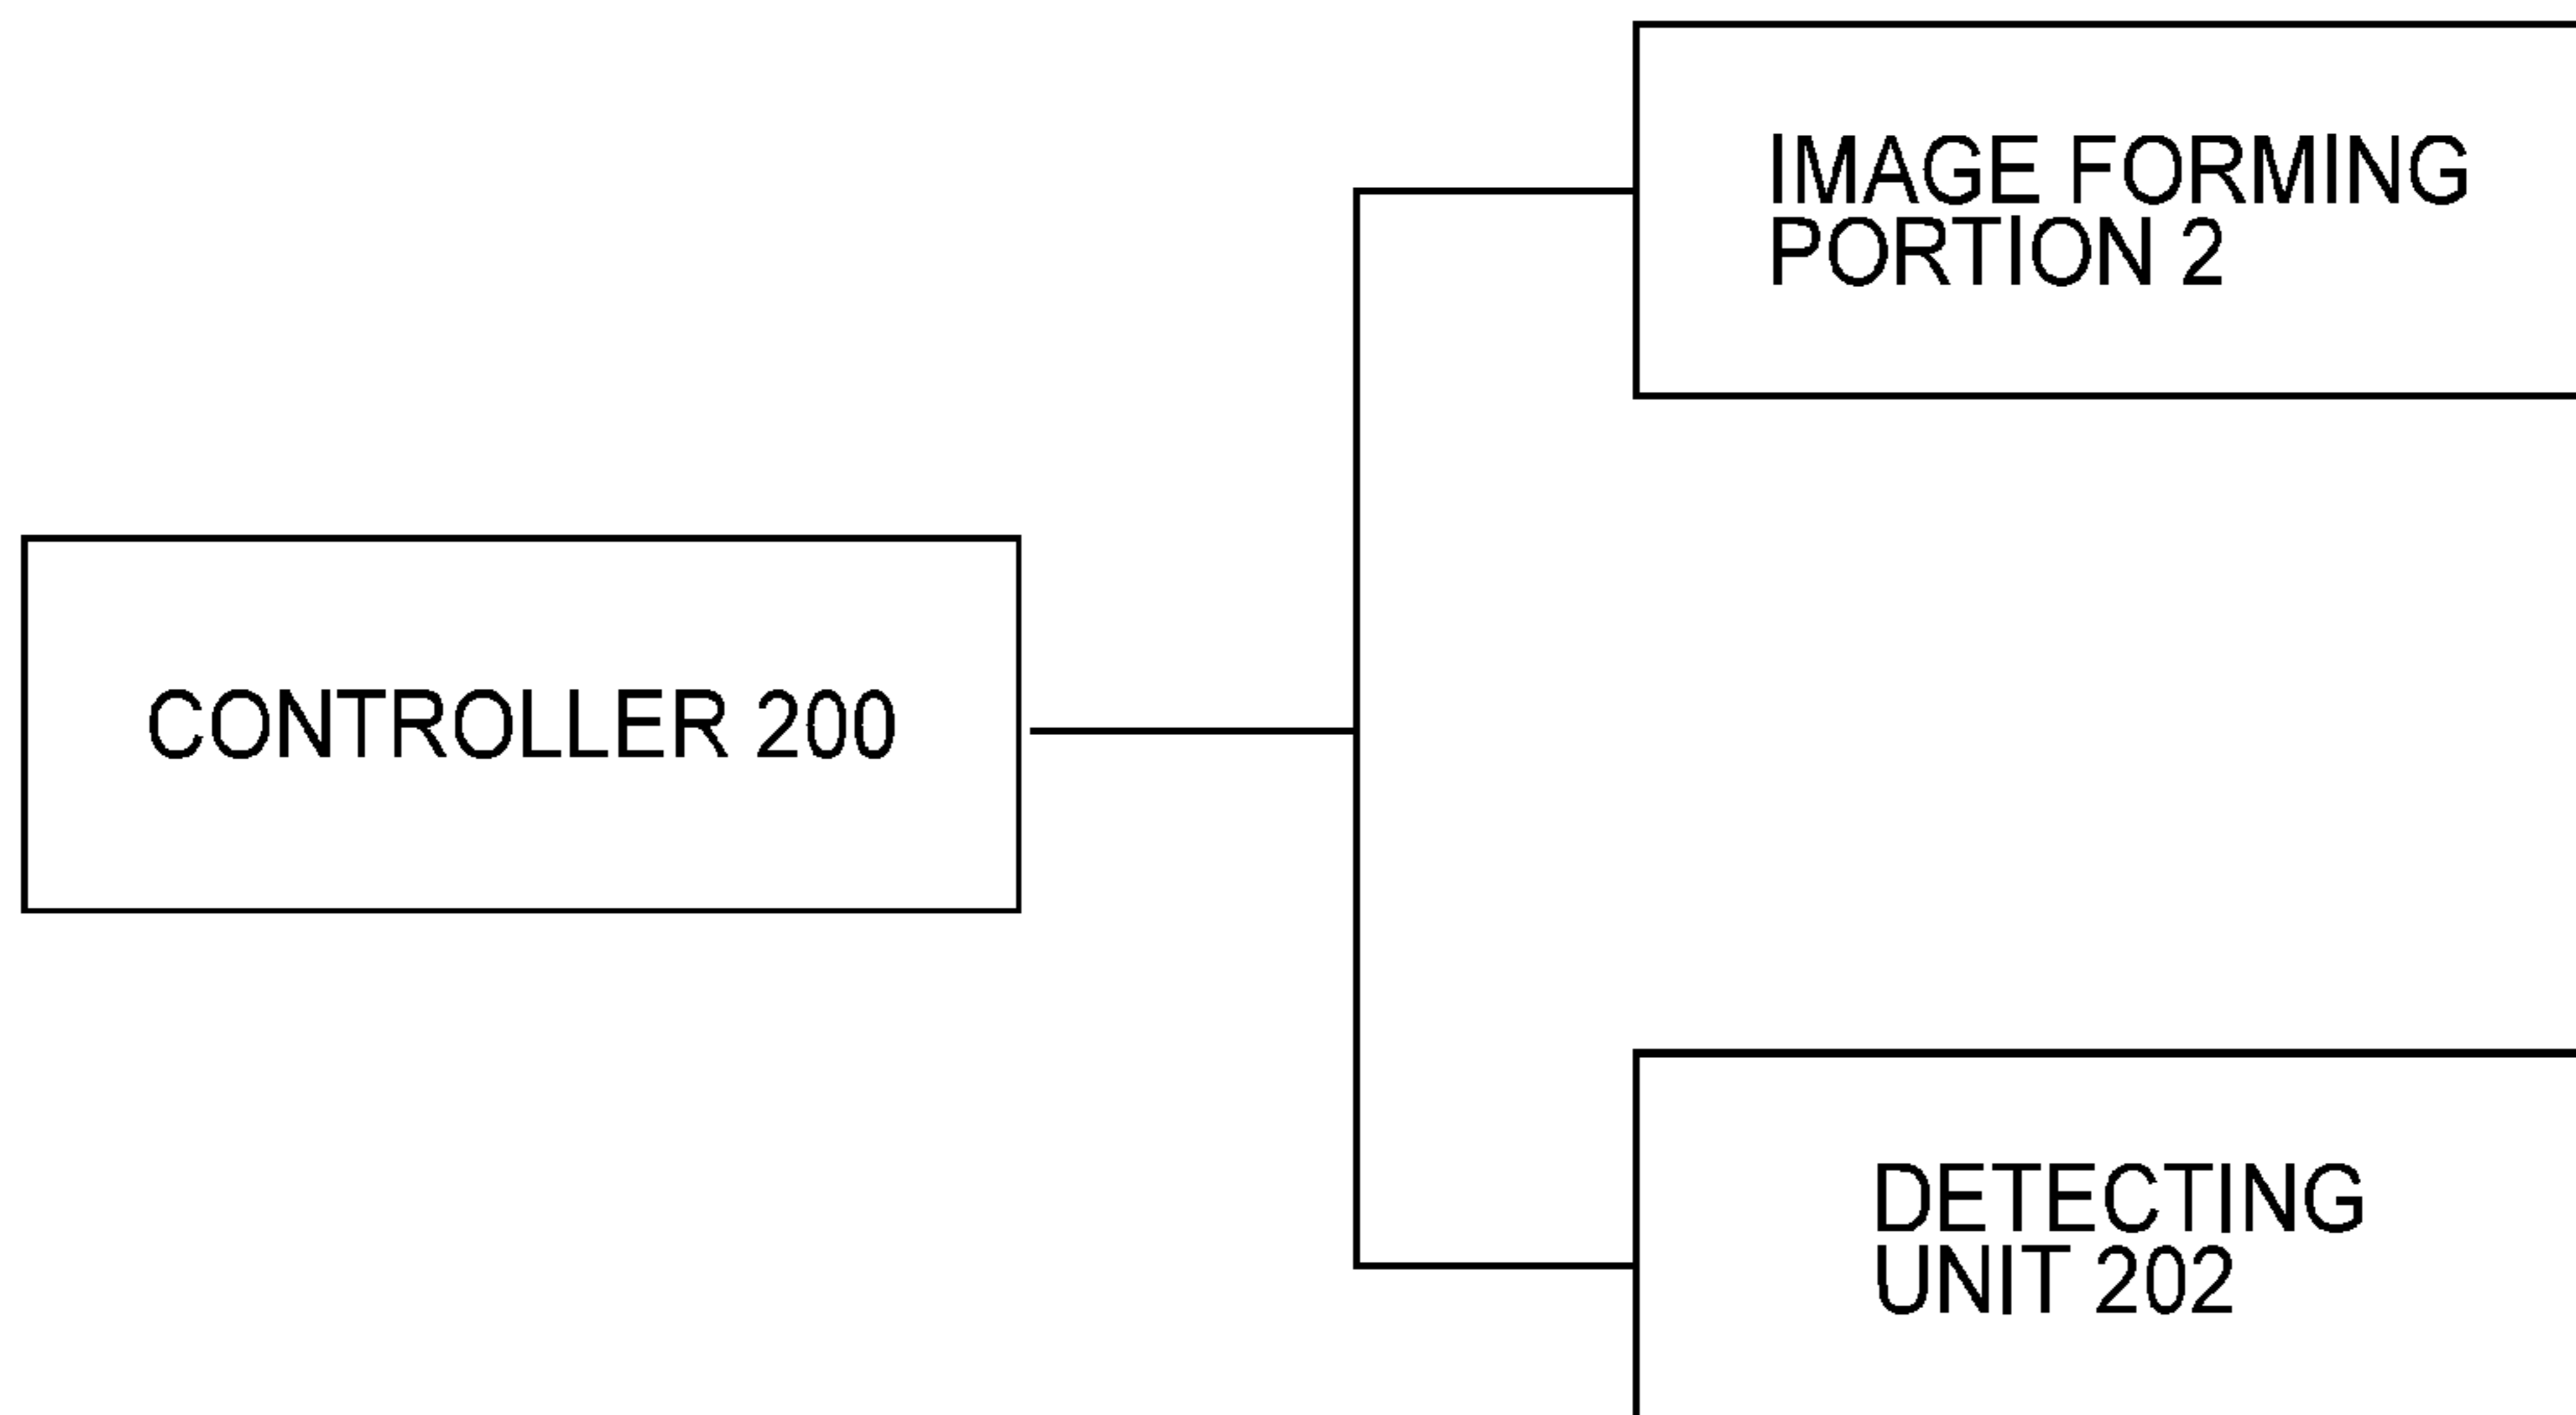 IMAGE FORMING
PORTION 2
CONTROLLER 200
DETECTING
UNIT 202